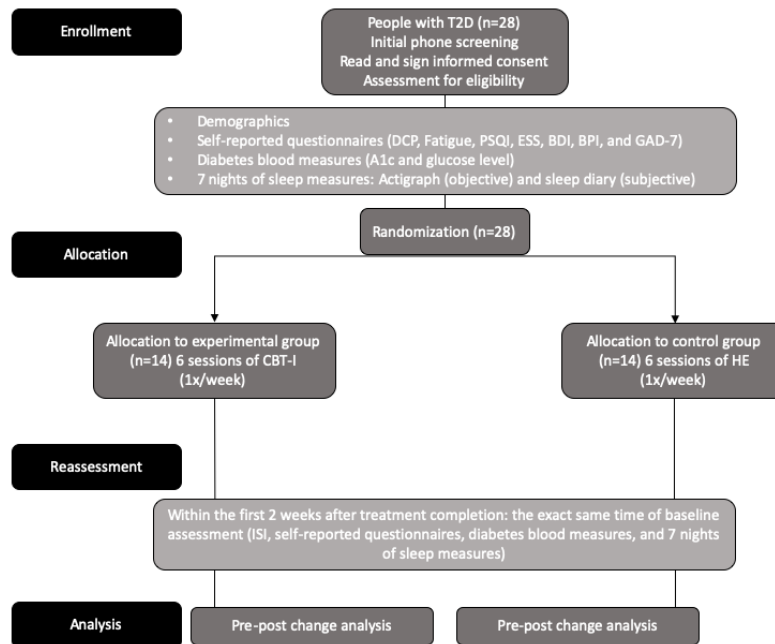 Enrollment
People with T2D (n=28)
Initial phone screening
Read and sign informed consent
Assessment for eligibility
• Demographics
• Self-reported questionnaires (DCP, Fatigue, PSQI, ESS, BDI, BPI, and GAD-7)
• Diabetes blood measures (A1c and glucose level)
• 7 nights of sleep measures: Actigraph (objective) and sleep diary (subjective)
Randomization (n=28)
Allocation
Allocation to experimental group
(n=14) 6 sessions of CBT-I
(1x/week)
Allocation to control group
(n=14) 6 sessions of HE
(1x/week)
Reassessment
Within the first 2 weeks after treatment completion: the exact same time of baseline
assessment (ISI, self-reported questionnaires, diabetes blood measures, and 7 nights
of sleep measures)
Analysis
Pre-post change analysis
Pre-post change analysis